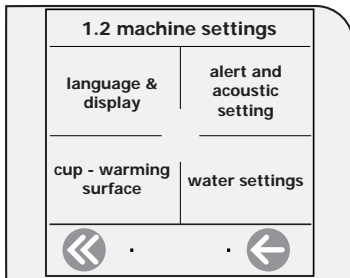 1.2 machine settings
language &
display
alert and
acoustic
setting
cup - warming
surface
water settings